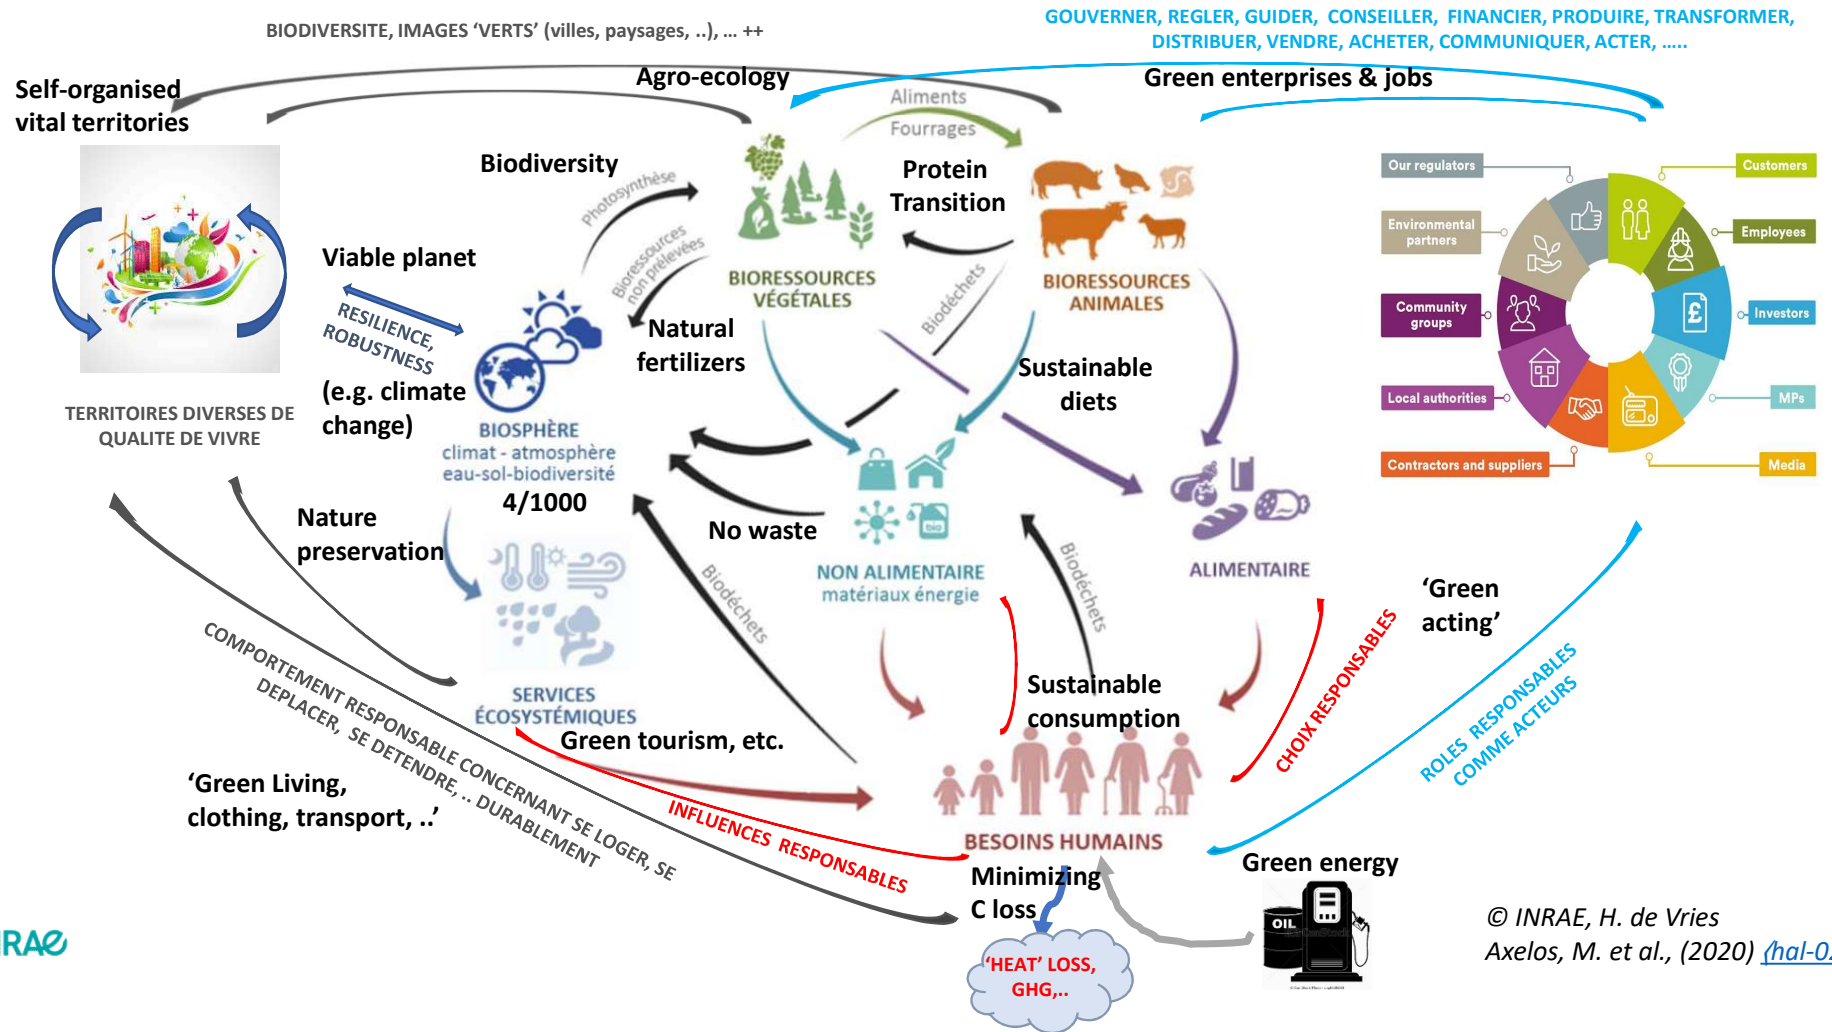 BIODIVERSITE, IMAGES ‘VERTS’ (villes, paysages, ..), … ++
GOUVERNER, REGLER, GUIDER, CONSEILLER, FINANCIER, PRODUIRE, TRANSFORMER,
DISTRIBUER, VENDRE, ACHETER, COMMUNIQUER, ACTER, …..
Self-organised
vital territories
Agro-ecology
Green enterprises & jobs
Aliments
Fourrages
Biodiversity
Photosynthèse
Protein
Transition
Bioressources
non prélevées
Viable planet
RESILIENCE,
ROBUSTNESS
(e.g. climate
change)
BIORESSOURCES
VÉGÉTALES
BIORESSOURCES
ANIMALES
Biodéchets
Natural
fertilizers
Sustainable
diets
Our regulators
Customers
Environmental
partners
Employees
Community
groups
£
Investors
Local authorities
MPs
Contractors and suppliers
Media
TERRITOIRES DIVERSES DE
QUALITE DE VIVRE
BIOSPHÈRE
climat - atmosphère
eau-sol-biodiversité
4/1000
Nature
preservation
No waste
bio
NON ALIMENTAIRE
matériaux énergie
ALIMENTAIRE
Biodéchets
Biodéchets
‘Green
acting’
CHOIX RESPONSABLES
ROLES RESPONSABLES
COMME ACTEURS
SERVICES
ÉCOSYSTÉMIQUES
Green tourism, etc.
Sustainable
consumption
COMPORTEMENT RESPONSABLE CONCERNANT SE LOGER, SE
DEPLACER, SE DETENDRE, .. DURABLEMENT
‘Green Living,
clothing, transport, ..’
INFLUENCES RESPONSABLES
BESOINS HUMAINS
Minimizing
C loss
Green energy
OIL
‘HEAT’ LOSS,
GHG,..
INRAE
© INRAE, H. de Vries
Axelos, M. et al., (2020) ⟨hal-02